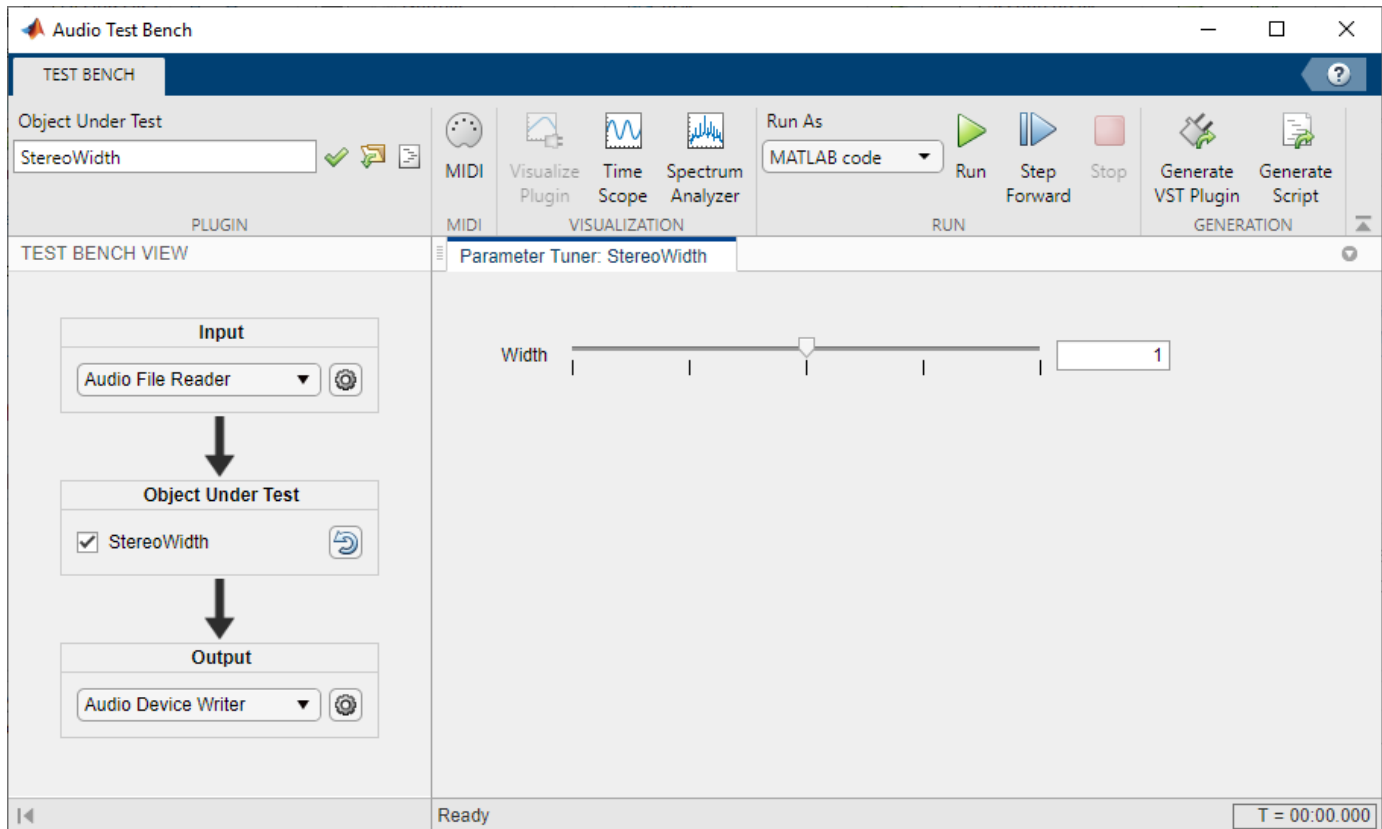 Audio Test Bench
TEST BENCH
?
Object Under Test
StereoWidth
PLUGIN
MIDI
MIDI
Visualize
Plugin
Time
Scope
Spectrum
Analyzer
VISUALIZATION
Run As
MATLAB code
Run
Step
Forward
Stop
RUN
Generate
VST Plugin
Generate
Script
GENERATION
TEST BENCH VIEW
Parameter Tuner: StereoWidth
Input
Audio File Reader
Object Under Test
StereoWidth
Output
Audio Device Writer
Width
1
Ready
T = 00:00.000